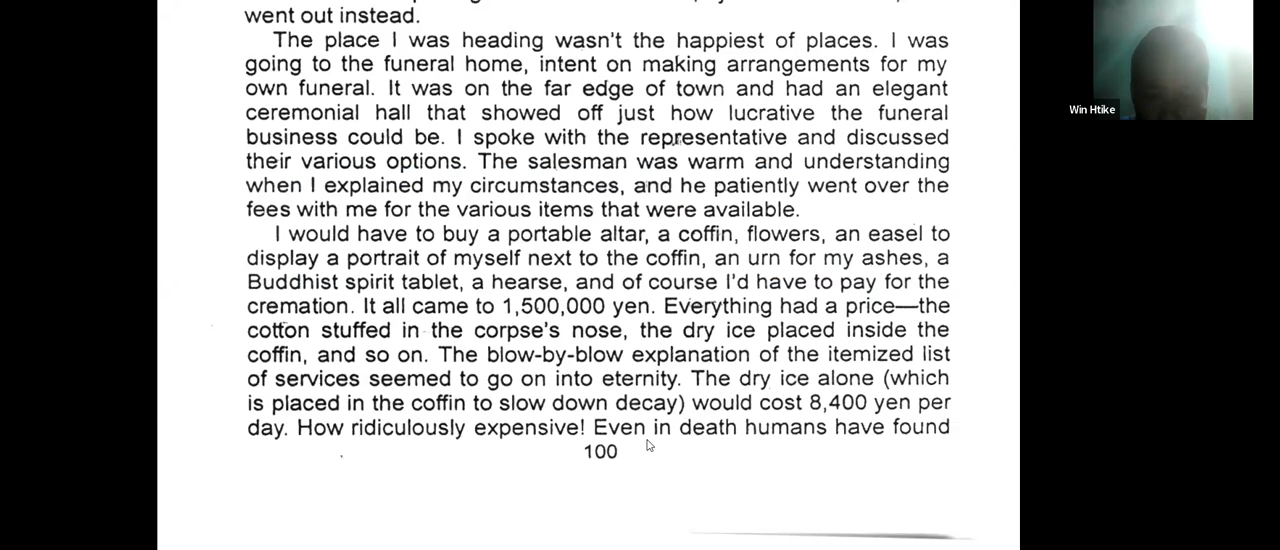 went out instead.
The place I was heading wasn't the happiest of places. I was
going to the funeral home, intent on making arrangements for my
own funeral. It was on the far edge of town and had an elegant
ceremonial hall that showed off just how lucrative the funeral
business could be. I spoke with the representative and discussed
their various options. The salesman was warm and understanding
when I explained my circumstances, and he patiently went over the
fees with me for the various items that were available.
I would have to buy a portable altar, a coffin, flowers, an easel to
display a portrait of myself next to the coffin, an urn for my ashes, a
Buddhist spirit tablet, a hearse, and of course I'd have to pay for the
cremation. It all came to 1,500,000 yen. Everything had a price—the
cotton stuffed in the corpse's nose, the dry ice placed inside the
coffin, and so on. The blow-by-blow explanation of the itemized list
of services seemed to go on into eternity. The dry ice alone (which
is placed in the coffin to slow down decay) would cost 8,400 yen per
day. How ridiculously expensive! Even in death humans have found
100
Win Htike